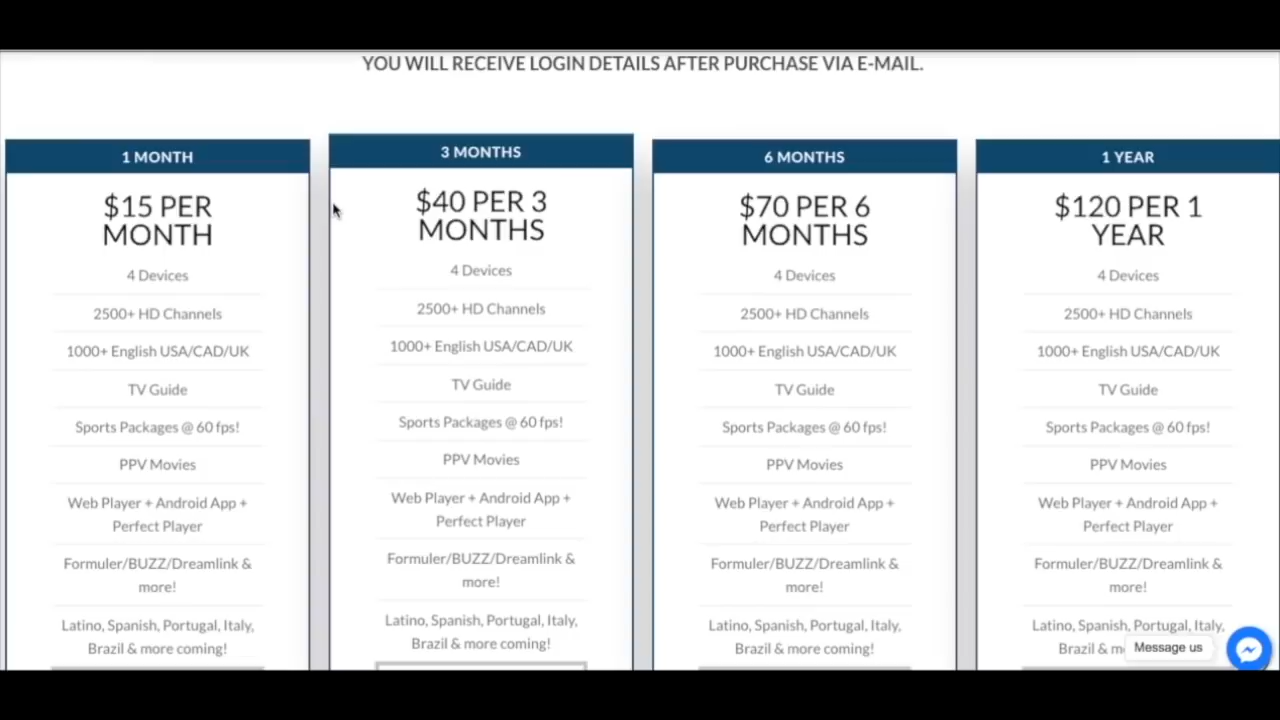 YOU WILL RECEIVE LOGIN DETAILS AFTER PURCHASE VIA E-MAIL.
1 MONTH
$15 PER
MONTH
4 Devices
2500+ HD Channels
1000+ English USA/CAD/UK
TV Guide
Sports Packages @ 60 fps!
PPV Movies
Web Player + Android App +
Perfect Player
Formuler/BUZZ/Dreamlink &
more!
Latino, Spanish, Portugal, Italy,
Brazil & more coming!
3 MONTHS
$40 PER 3
MONTHS
4 Devices
2500+ HD Channels
1000+ English USA/CAD/UK
TV Guide
Sports Packages @ 60 fps!
PPV Movies
Web Player + Android App +
Perfect Player
Formuler/BUZZ/Dreamlink &
more!
Latino, Spanish, Portugal, Italy,
Brazil & more coming!
6 MONTHS
$70 PER 6
MONTHS
4 Devices
2500+ HD Channels
1000+ English USA/CAD/UK
TV Guide
Sports Packages @ 60 fps!
PPV Movies
Web Player + Android App +
Perfect Player
Formuler/BUZZ/Dreamlink &
more!
Latino, Spanish, Portugal, Italy,
Brazil & more coming!
1 YEAR
$120 PER 1
YEAR
4 Devices
2500+ HD Channels
1000+ English USA/CAD/UK
TV Guide
Sports Packages @ 60 fps!
PPV Movies
Web Player + Android App +
Perfect Player
Formuler/BUZZ/Dreamlink &
more!
Latino, Spanish, Portugal, Italy,
Brazil &
Message us